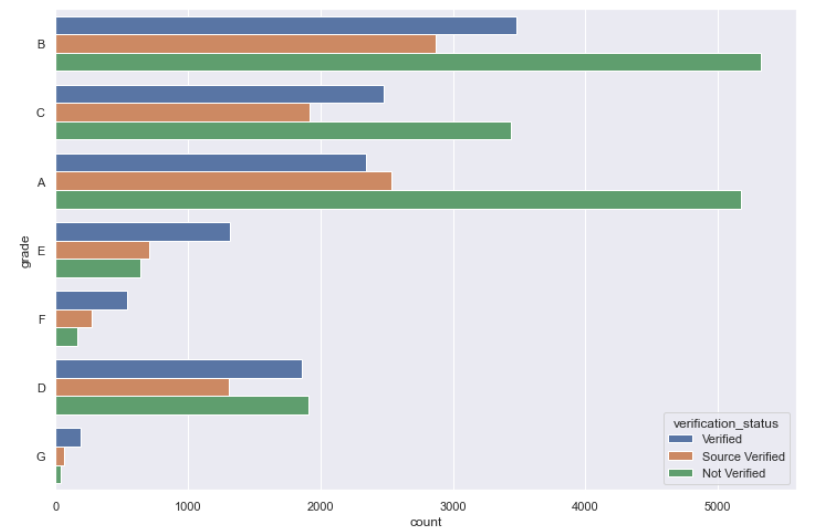 B
C
A
grade
E
F
D
G
verification_status
Verified
Source Verified
Not Verified
0 1000 2000 3000 4000 5000
count